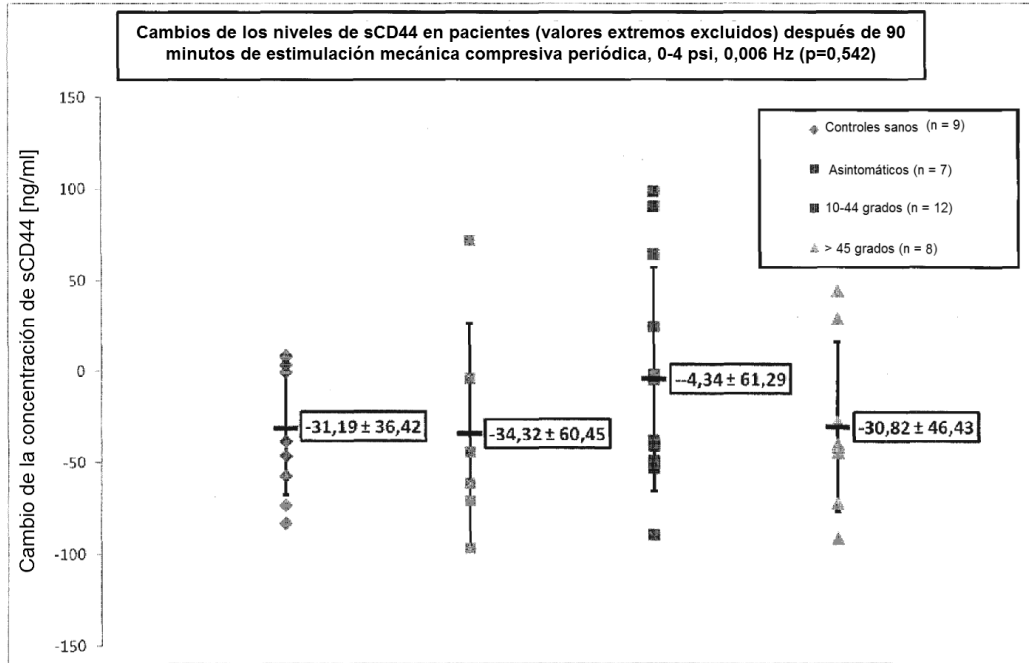 Cambios de los niveles de sCD44 en pacientes (valores extremos excluidos) después de 90
minutos de estimulación mecánica compresiva periódica, 0-4 psi, 0,006 Hz (p=0,542)
Cambio de la concentración de sCD44 [ng/ml]
150
100
50
0
-50
-100
-150
Controles sanos (n = 9)
Asintomáticos (n = 7)
10-44 grados (n = 12)
> 45 grados (n = 8)
-31,19 ± 36,42
-34,32 ± 60,45
--4,34 ± 61,29
-30,82 ± 46,43